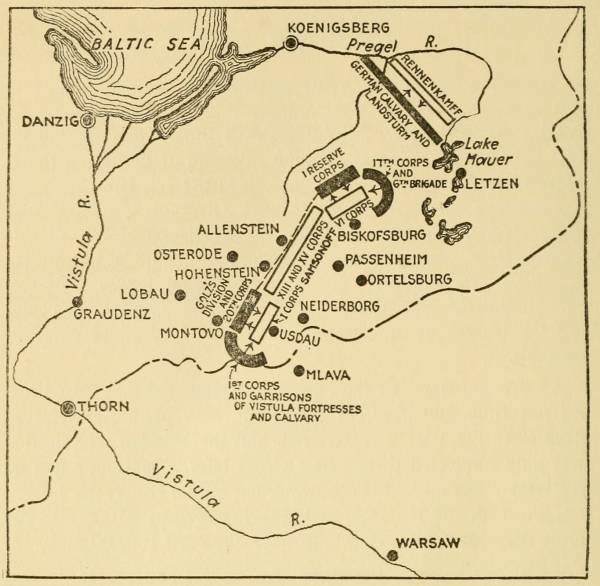 KOENIGSBERG
BALTIC SEA
Pregel R.
RENNENKAMPF
GERMAN CALVARY AND
LANDSTURM
DANZIG
Lake
Mauer
LETZEN
I RESERVE
CORPS
17TH CORPS
AND
6TH BRIGADE
VI CORPS
Vistula R.
ALLENSTEIN
BISKOFSBURG
OSTERODE
HOHENSTEIN
PASSENHEIM
ORTELSBURG
XIII AND XV CORPS
I CORPS SAMSONOFF
LOBAU
GOLZ'S
DIVISION
AND
20TH CORPS
GRAUDENZ
NEIDERBORG
MONTOVO
USDAU
MLAVA
1ST CORPS
AND GARRISONS
OF VISTULA FORTRESSES
AND CALVARY
THORN
Vistula R.
WARSAW